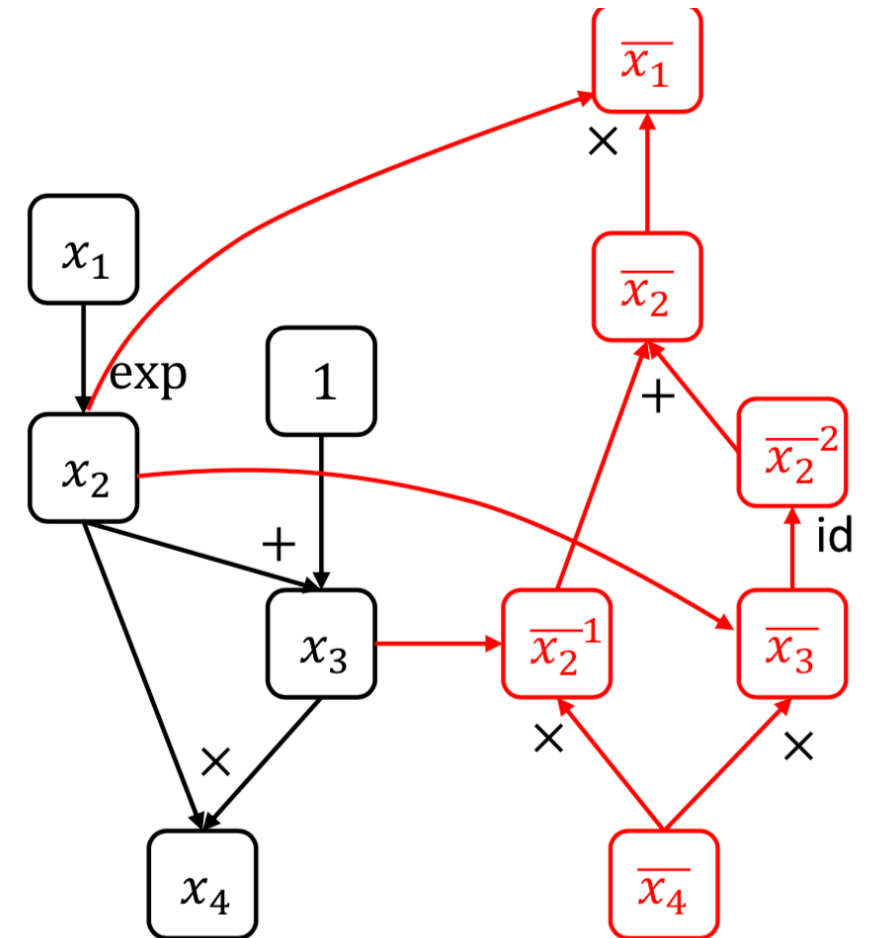 x̄₁
×
x₁
x̄₂
exp
1
+
x̄₂²
x₂
+
id
x₃
x̄₂¹
x̄₃
×
×
×
x₄
x̄₄